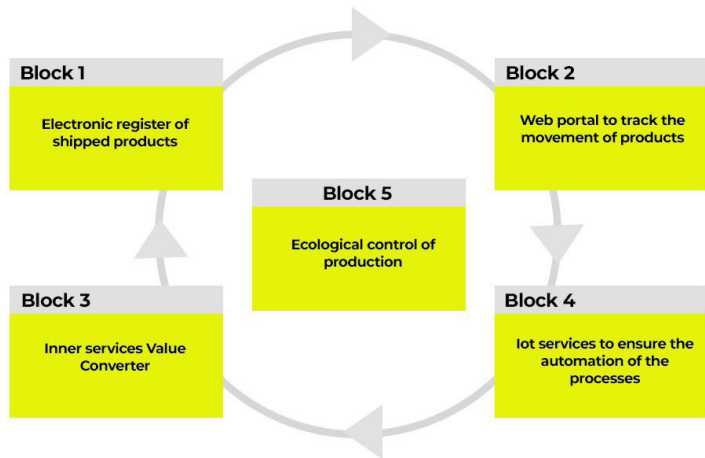 Block 1
Electronic register of
shipped products
Block 2
Web portal to track the
movement of products
Block 5
Ecological control of
production
Block 3
Inner services Value
Converter
Block 4
Iot services to ensure the
automation of the
processes